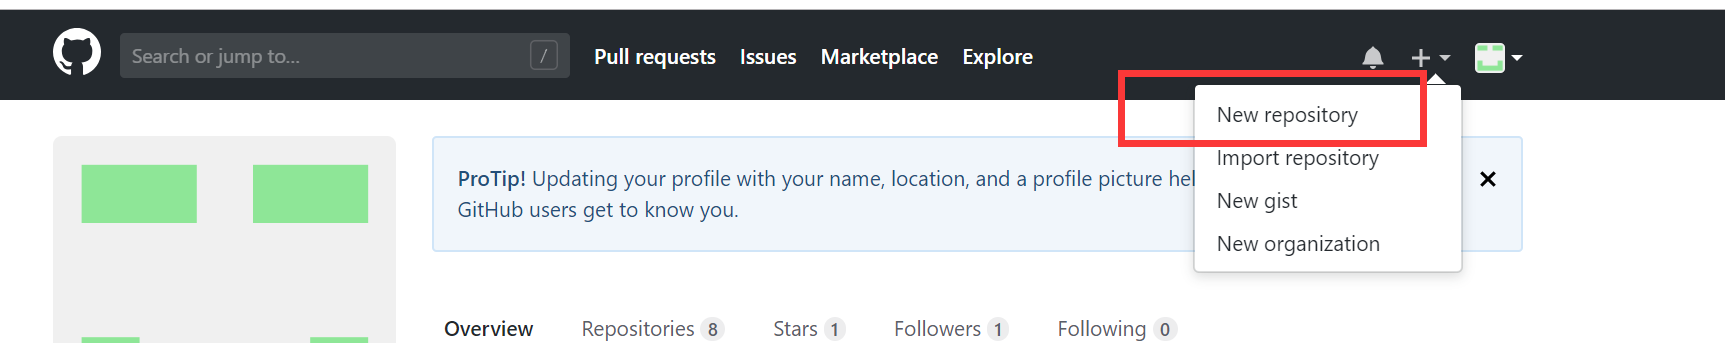 Search or jump to... / Pull requests Issues Marketplace Explore
New repository
Import repository
New gist
New organization
ProTip! Updating your profile with your name, location, and a profile picture hel
GitHub users get to know you.
Overview Repositories 8 Stars 1 Followers 1 Following 0